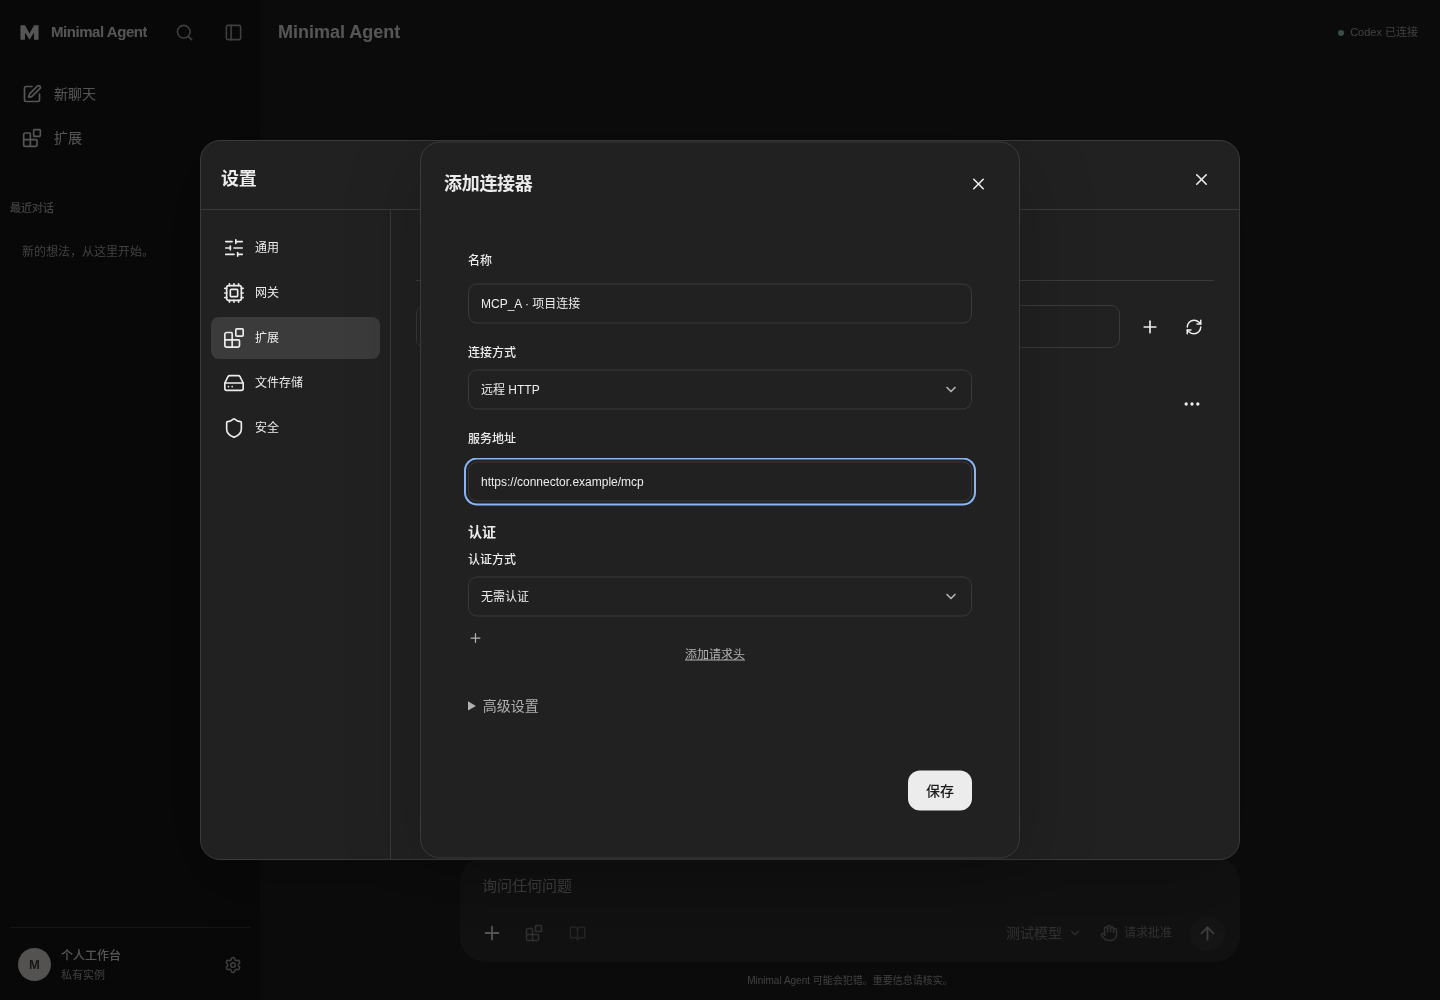 Minimal Agent
Minimal Agent
Codex 已连接
新聊天
扩展
最近对话
新的想法，从这里开始。
设置
通用
网关
扩展
文件存储
安全
添加连接器
名称
MCP_A · 项目连接
连接方式
远程 HTTP
服务地址
https://connector.example/mcp
认证
认证方式
无需认证
添加请求头
高级设置
保存
询问任何问题
测试模型
请求批准
M
个人工作台
私有实例
Minimal Agent 可能会犯错。重要信息请核实。